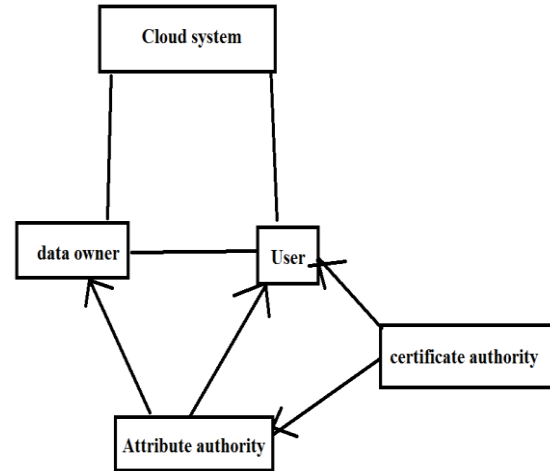 Cloud system
data owner
User
certificate authority
Attribute authority